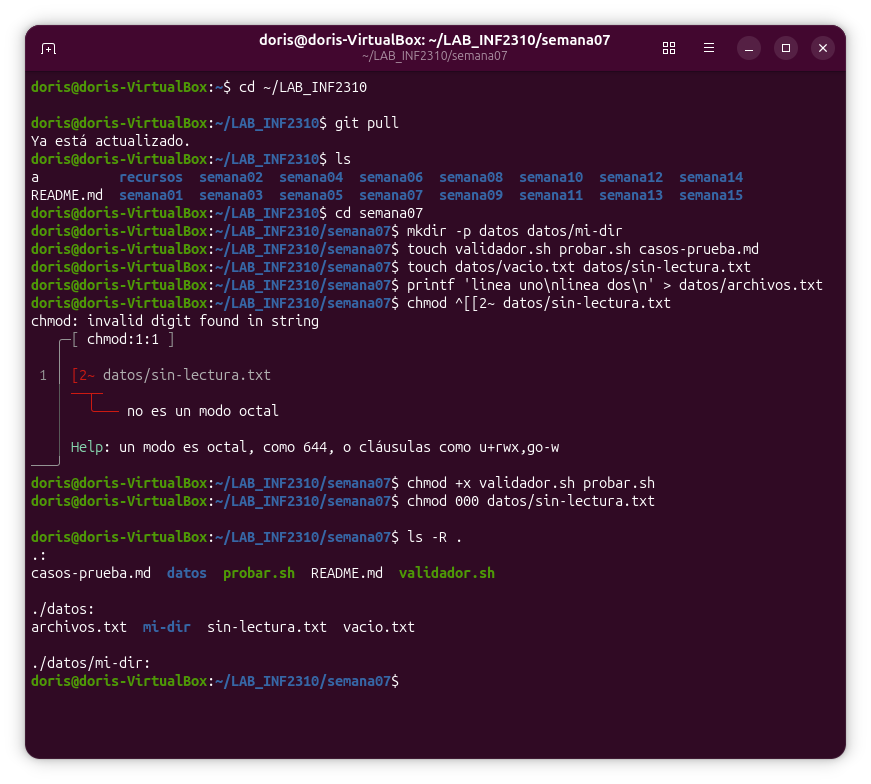 doris@doris-VirtualBox: ~/LAB_INF2310/semana07
~/LAB_INF2310/semana07
doris@doris-VirtualBox:~$ cd ~/LAB_INF2310
doris@doris-VirtualBox:~/LAB_INF2310$ git pull
Ya está actualizado.
doris@doris-VirtualBox:~/LAB_INF2310$ ls
a recursos semana02 semana04 semana06 semana08 semana10 semana12 semana14
README.md semana01 semana03 semana05 semana07 semana09 semana11 semana13 semana15
doris@doris-VirtualBox:~/LAB_INF2310$ cd semana07
doris@doris-VirtualBox:~/LAB_INF2310/semana07$ mkdir -p datos datos/mi-dir
doris@doris-VirtualBox:~/LAB_INF2310/semana07$ touch validador.sh probar.sh casos-prueba.md
doris@doris-VirtualBox:~/LAB_INF2310/semana07$ touch datos/vacio.txt datos/sin-lectura.txt
doris@doris-VirtualBox:~/LAB_INF2310/semana07$ printf 'linea uno\nlinea dos\n' > datos/archivos.txt
doris@doris-VirtualBox:~/LAB_INF2310/semana07$ chmod ^[[2~ datos/sin-lectura.txt
chmod: invalid digit found in string
[ chmod:1:1 ]
1 [2~ datos/sin-lectura.txt
no es un modo octal
Help: un modo es octal, como 644, o cláusulas como u+rwx,go-w
doris@doris-VirtualBox:~/LAB_INF2310/semana07$ chmod +x validador.sh probar.sh
doris@doris-VirtualBox:~/LAB_INF2310/semana07$ chmod 000 datos/sin-lectura.txt
doris@doris-VirtualBox:~/LAB_INF2310/semana07$ ls -R .
.:
casos-prueba.md datos probar.sh README.md validador.sh
./datos:
archivos.txt mi-dir sin-lectura.txt vacio.txt
./datos/mi-dir:
doris@doris-VirtualBox:~/LAB_INF2310/semana07$